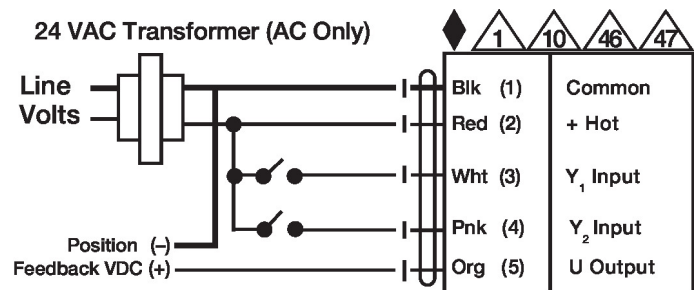 24 VAC Transformer (AC Only)
1 10 46 47
Line
Volts
Blk (1) Common
Red (2) + Hot
Wht (3) Y₁ Input
Pnk (4) Y₂ Input
Position (–)
Feedback VDC (+)
Org (5) U Output